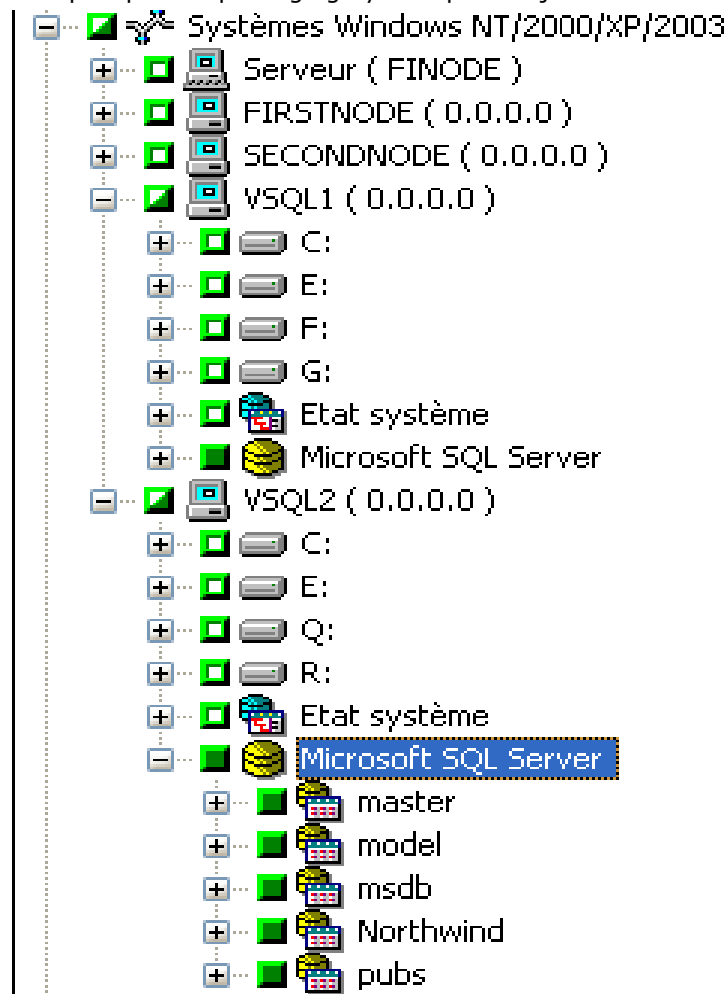 Systèmes Windows NT/2000/XP/2003
Serveur ( FINODE )
FIRSTNODE ( 0.0.0.0 )
SECONDNODE ( 0.0.0.0 )
VSQL1 ( 0.0.0.0 )
C:
E:
F:
G:
Etat système
Microsoft SQL Server
VSQL2 ( 0.0.0.0 )
C:
E:
Q:
R:
Etat système
Microsoft SQL Server
master
model
msdb
Northwind
pubs